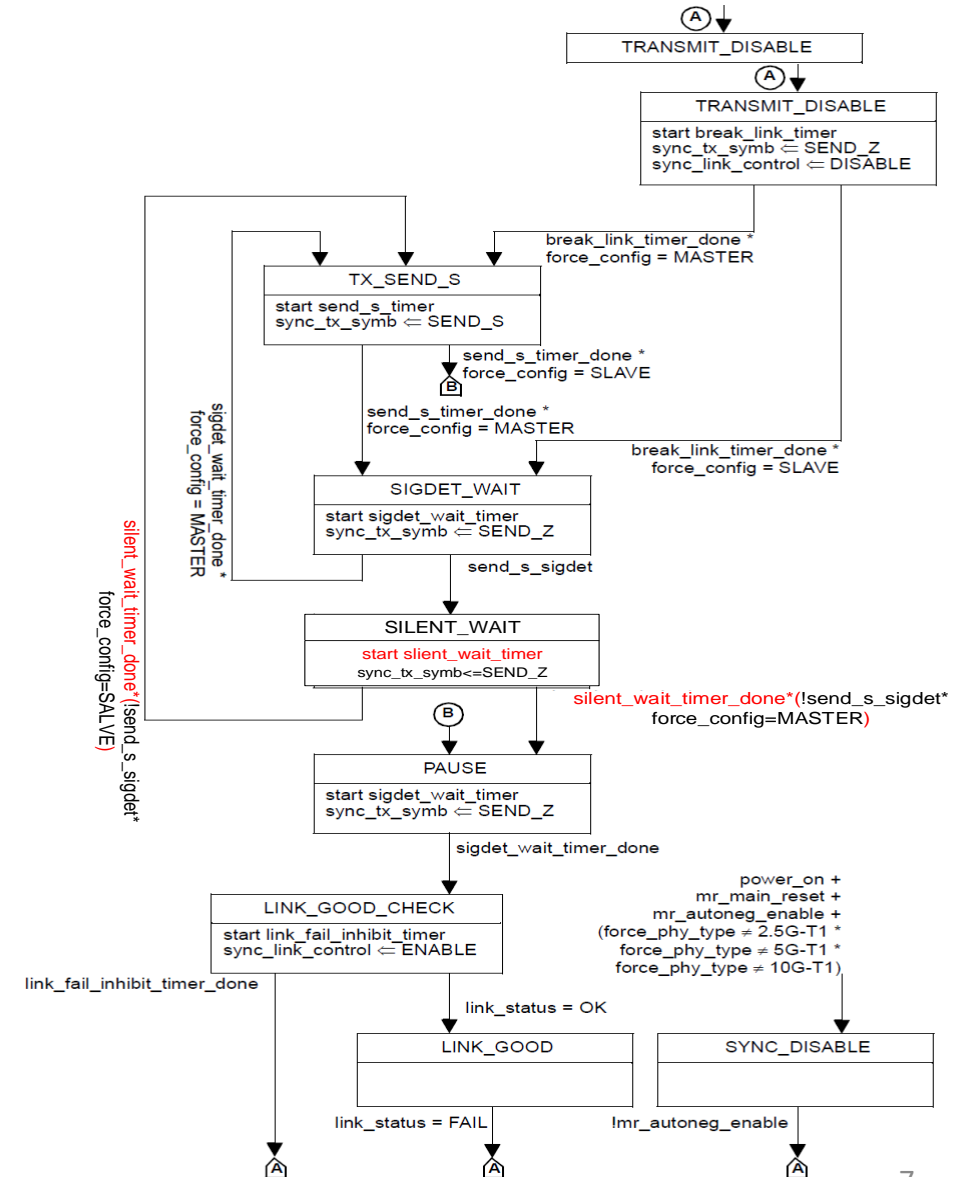 A
TRANSMIT_DISABLE
A
TRANSMIT_DISABLE
start break_link_timer
sync_tx_symb ⇐ SEND_Z
sync_link_control ⇐ DISABLE
break_link_timer_done *
force_config = MASTER
TX_SEND_S
start send_s_timer
sync_tx_symb ⇐ SEND_S
send_s_timer_done *
force_config = SLAVE
B
send_s_timer_done *
force_config = MASTER
break_link_timer_done *
force_config = SLAVE
sigdet_wait_timer_done *
force_config = MASTER
SIGDET_WAIT
start sigdet_wait_timer
sync_tx_symb ⇐ SEND_Z
send_s_sigdet
silent_wait_timer_done*(!send_s_sigdet*
force_config=SALVE)
SILENT_WAIT
start slient_wait_timer
sync_tx_symb<=SEND_Z
silent_wait_timer_done*(!send_s_sigdet*
force_config=MASTER)
B
PAUSE
start sigdet_wait_timer
sync_tx_symb ⇐ SEND_Z
sigdet_wait_timer_done
LINK_GOOD_CHECK
start link_fail_inhibit_timer
sync_link_control ⇐ ENABLE
link_fail_inhibit_timer_done
link_status = OK
power_on +
mr_main_reset +
mr_autoneg_enable +
(force_phy_type ≠ 2.5G-T1 *
force_phy_type ≠ 5G-T1 *
force_phy_type ≠ 10G-T1)
LINK_GOOD
SYNC_DISABLE
link_status = FAIL
!mr_autoneg_enable
A
A
A